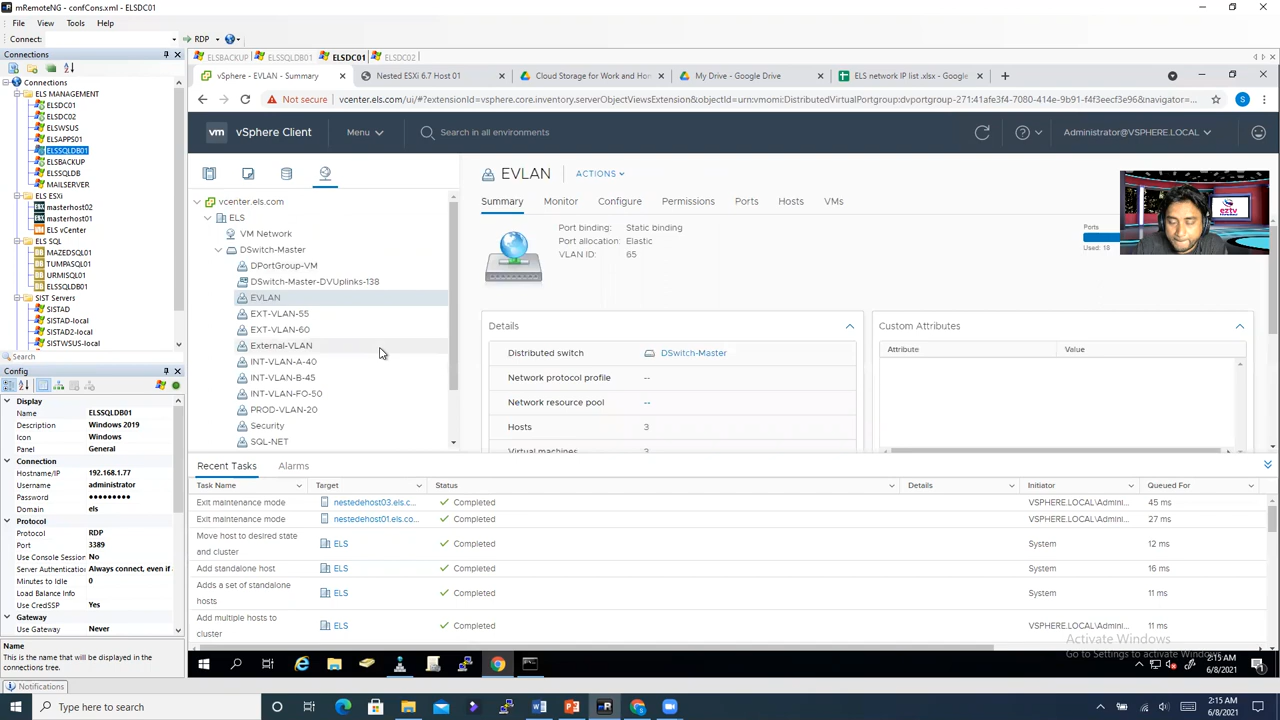 mRemoteNG - confCons.xml - ELSDC01
File View Tools Help
Connect: RDP
Connections
ELSBACKUP ELSSQLDB01 ELSDC01 ELSDC02
vSphere - EVLAN - Summary Nested ESXi 6.7 Host 01 Cloud Storage for Work and Hon My Drive - Google Drive ELS network IP list.xlsx - Google
Not secure vcenter.els.com/ui/#?extensionId=vsphere.core.inventory.serverObjectViewsExtension&objectId=urn:vmomi:DistributedVirtualPortgroup:dvportgroup-271:41afe3f4-7080-414e-9b91-f4f3eecf3e96&navigator=... S
Connections
ELS MANAGEMENT
ELSDC01
ELSDC02
ELSWSUS
ELSAPPS01
ELSSQLDB01
ELSBACKUP
ELSSQLDB
MAILSERVER
ELS ESXi
masterhost02
masterhost01
ELS vCenter
ELS SQL
MAZEDSQL01
TUMPASQL01
URMISQL01
ELSSQLDB01
SIST Servers
SISTAD
SISTAD-local
SISTAD2-local
SISTWSUS-local
Search
Config
Display
Name ELSSQLDB01
Description Windows 2019
Icon Windows
Panel General
Connection
Hostname/IP 192.168.1.77
Username administrator
Password
Domain els
Protocol
Protocol RDP
Port 3389
Use Console Session No
Server Authentication Always connect, even if
Minutes to Idle 0
Load Balance Info
Use CredSSP Yes
Gateway
Use Gateway Never
Name
This is the name that will be displayed in the
connections tree.
Notifications
vm vSphere Client Menu Search in all environments Administrator@VSPHERE.LOCAL
vcenter.els.com
ELS
VM Network
DSwitch-Master
DPortGroup-VM
DSwitch-Master-DVUplinks-138
EVLAN
EXT-VLAN-55
EXT-VLAN-60
External-VLAN
INT-VLAN-A-40
INT-VLAN-B-45
INT-VLAN-FO-50
PROD-VLAN-20
Security
SQL-NET
EVLAN ACTIONS
Summary Monitor Configure Permissions Ports Hosts VMs
Port binding: Static binding
Port allocation: Elastic
VLAN ID: 65
Ports
Used: 18
eztv
Details
Distributed switch DSwitch-Master
Network protocol profile --
Network resource pool --
Hosts 3
Virtual machines 3
Custom Attributes
Attribute Value
Recent Tasks Alarms
Task Name Target Status Details Initiator Queued For
Exit maintenance mode nestedehost03.els.c... Completed VSPHERE.LOCAL\Admini... 45 ms
Exit maintenance mode nestedehost01.els.co... Completed VSPHERE.LOCAL\Admini... 27 ms
Move host to desired state
and cluster ELS Completed System 12 ms
Add standalone host ELS Completed System 16 ms
Adds a set of standalone
hosts ELS Completed System 11 ms
Add multiple hosts to
cluster ELS Completed VSPHERE.LOCAL\Admini... 11 ms
Activate Windows
Go to Settings to activate Windows
2:15 AM
6/8/2021
Type here to search
2:15 AM
6/8/2021